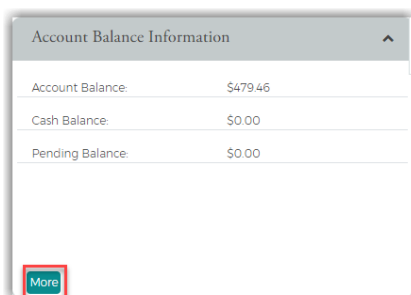 Account Balance Information
Account Balance: $479.46
Cash Balance: $0.00
Pending Balance: $0.00
More